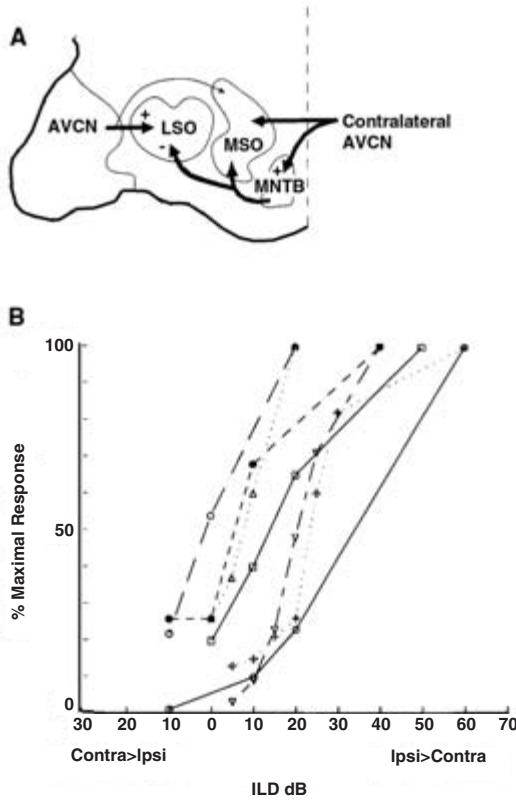 A
AVCN
+
LSO
-
MSO
+
MNTB
Contralateral
AVCN
B
100
50
0
% Maximal Response
30 20 10 0 10 20 30 40 50 60 70
Contra>Ipsi
Ipsi>Contra
ILD dB